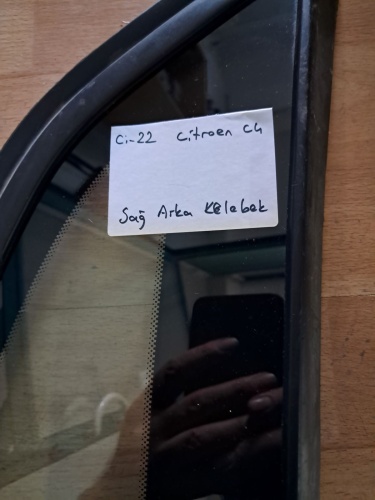 Ci-22 Citroen C4
Sağ Arka Kelebek